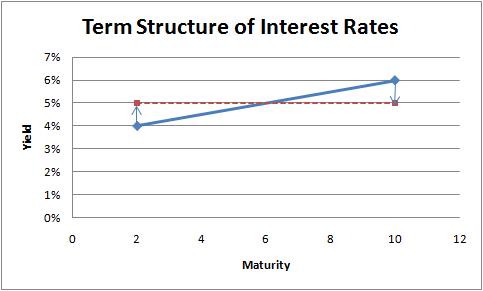 Term Structure of Interest Rates
7%
6%
5%
4%
3%
2%
1%
0%
Yield
0 2 4 6 8 10 12
Maturity